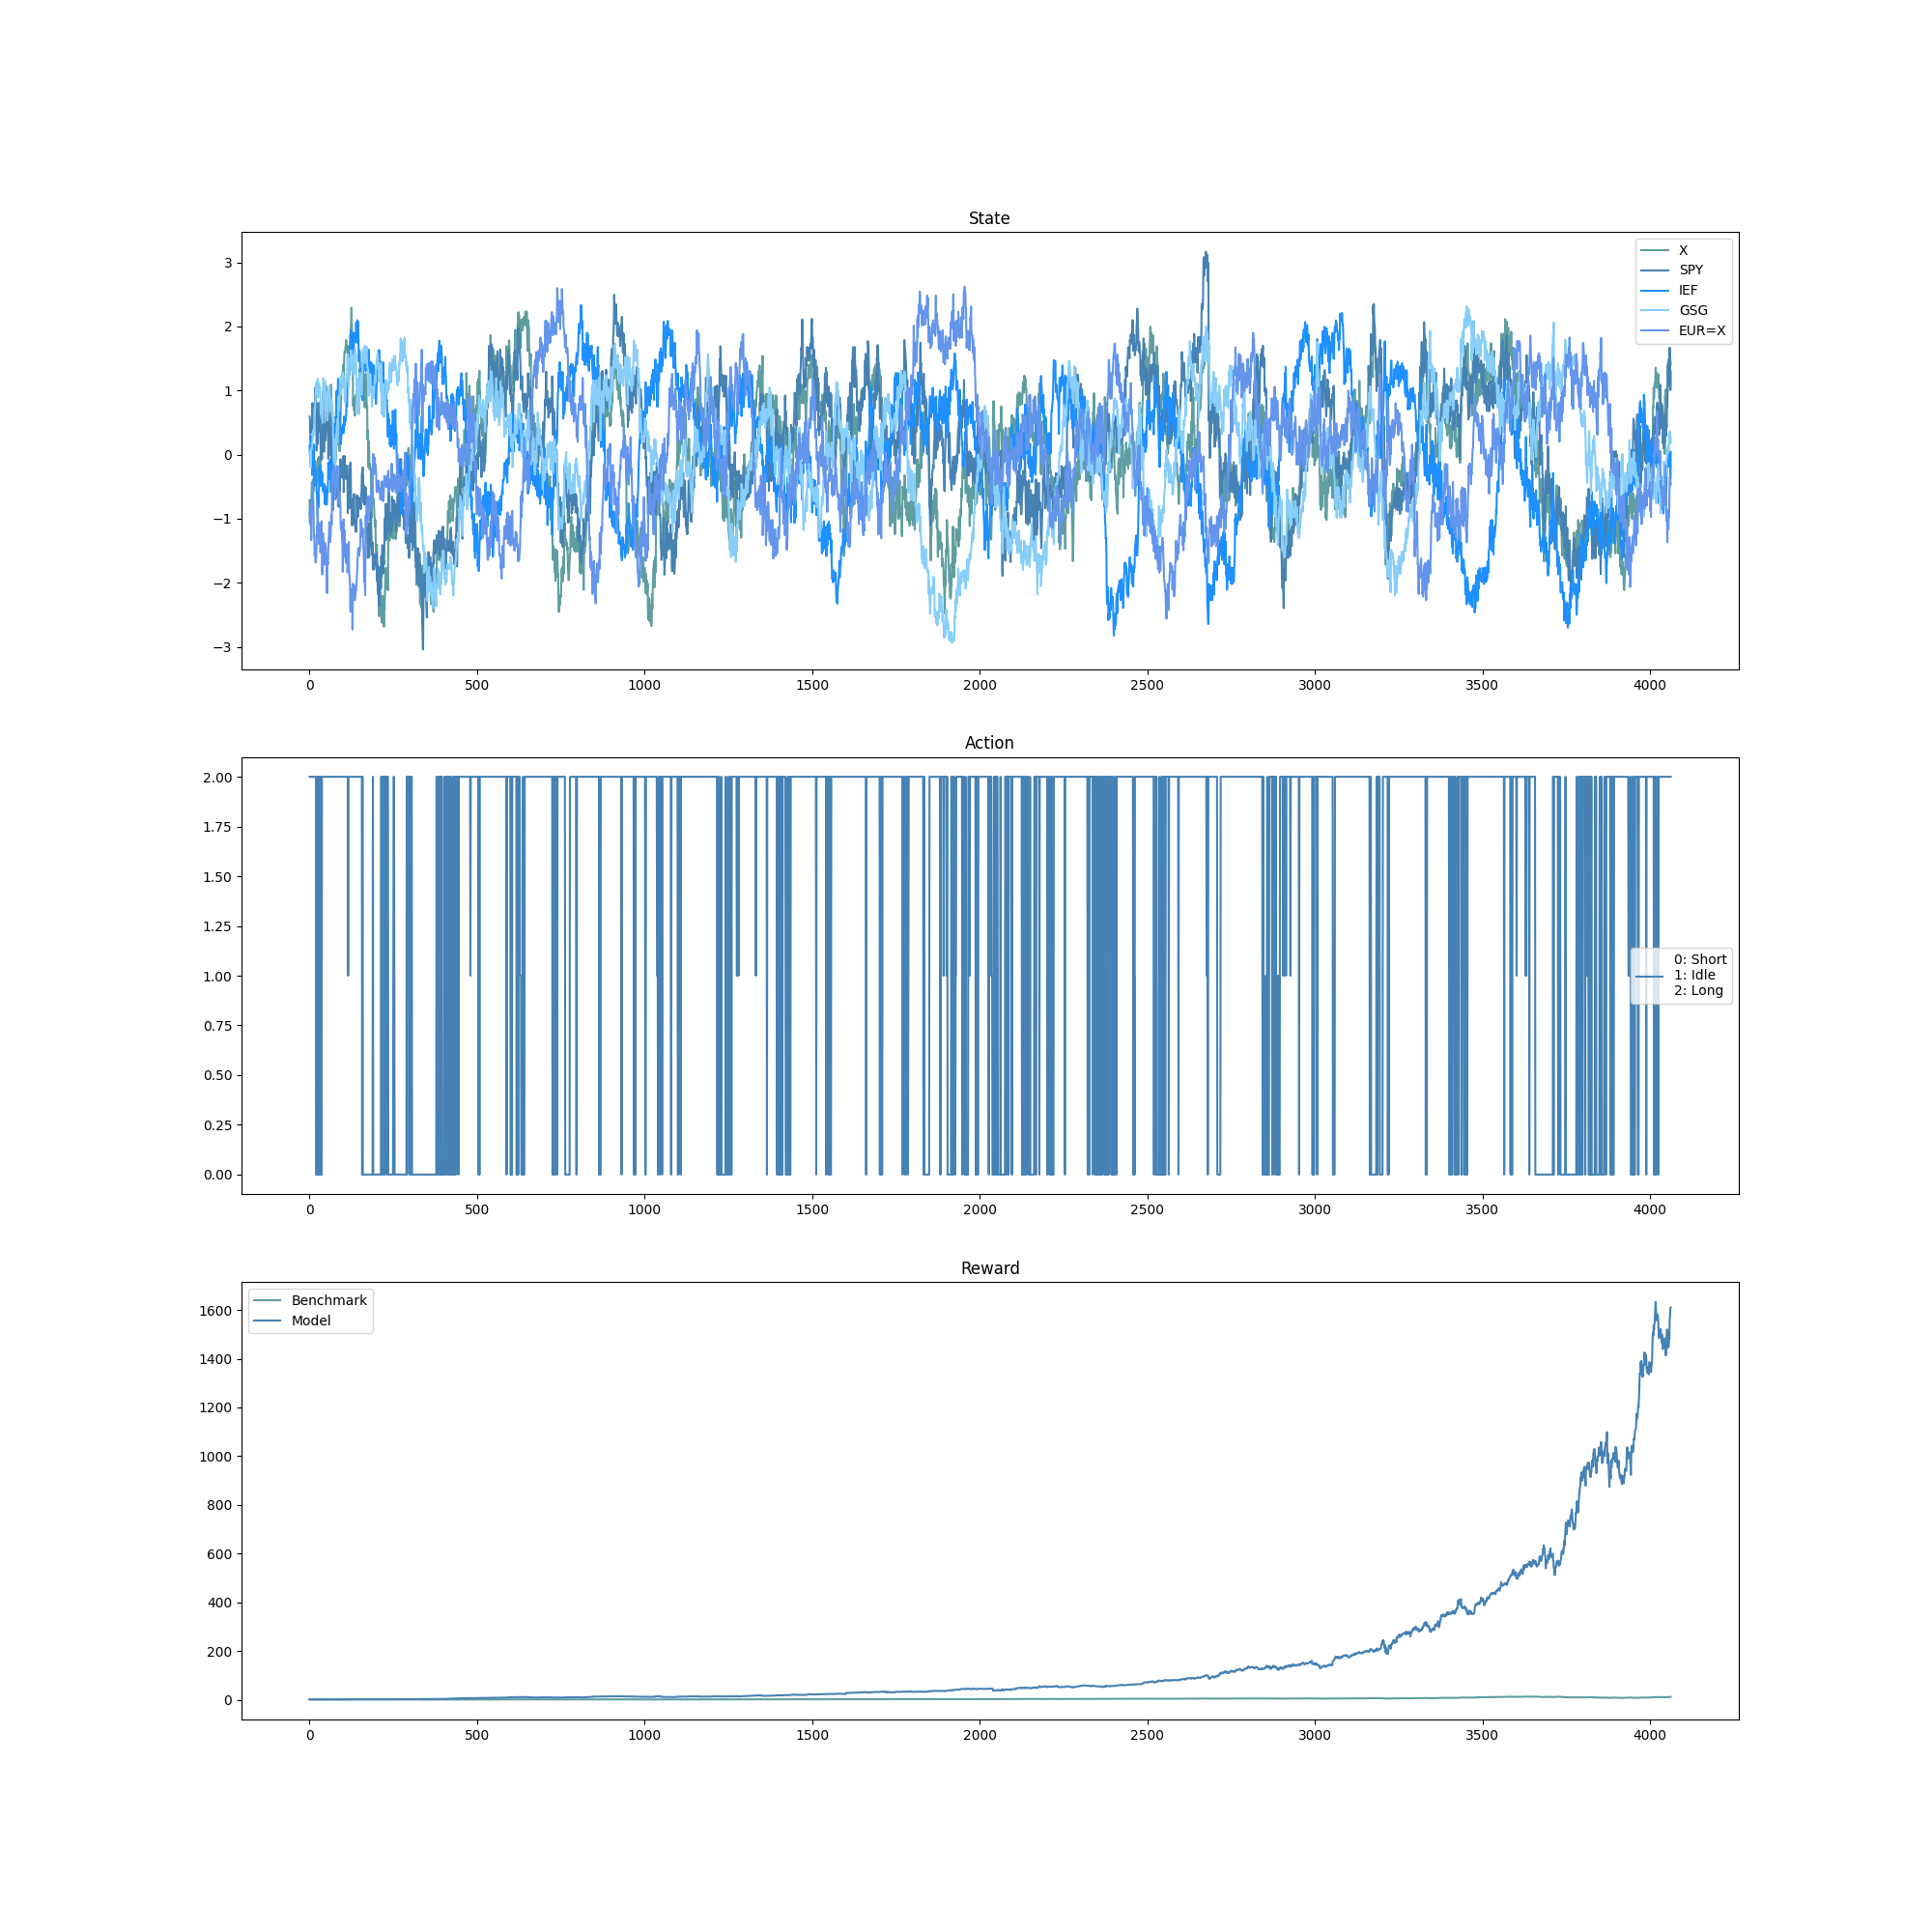 State
3
2
1
0
−1
−2
−3
X
SPY
IEF
GSG
EUR=X
0 500 1000 1500 2000 2500 3000 3500 4000
Action
2.00
1.75
1.50
1.25
1.00
0.75
0.50
0.25
0.00
0: Short
1: Idle
2: Long
0 500 1000 1500 2000 2500 3000 3500 4000
Reward
Benchmark
Model
1600
1400
1200
1000
800
600
400
200
0
0 500 1000 1500 2000 2500 3000 3500 4000